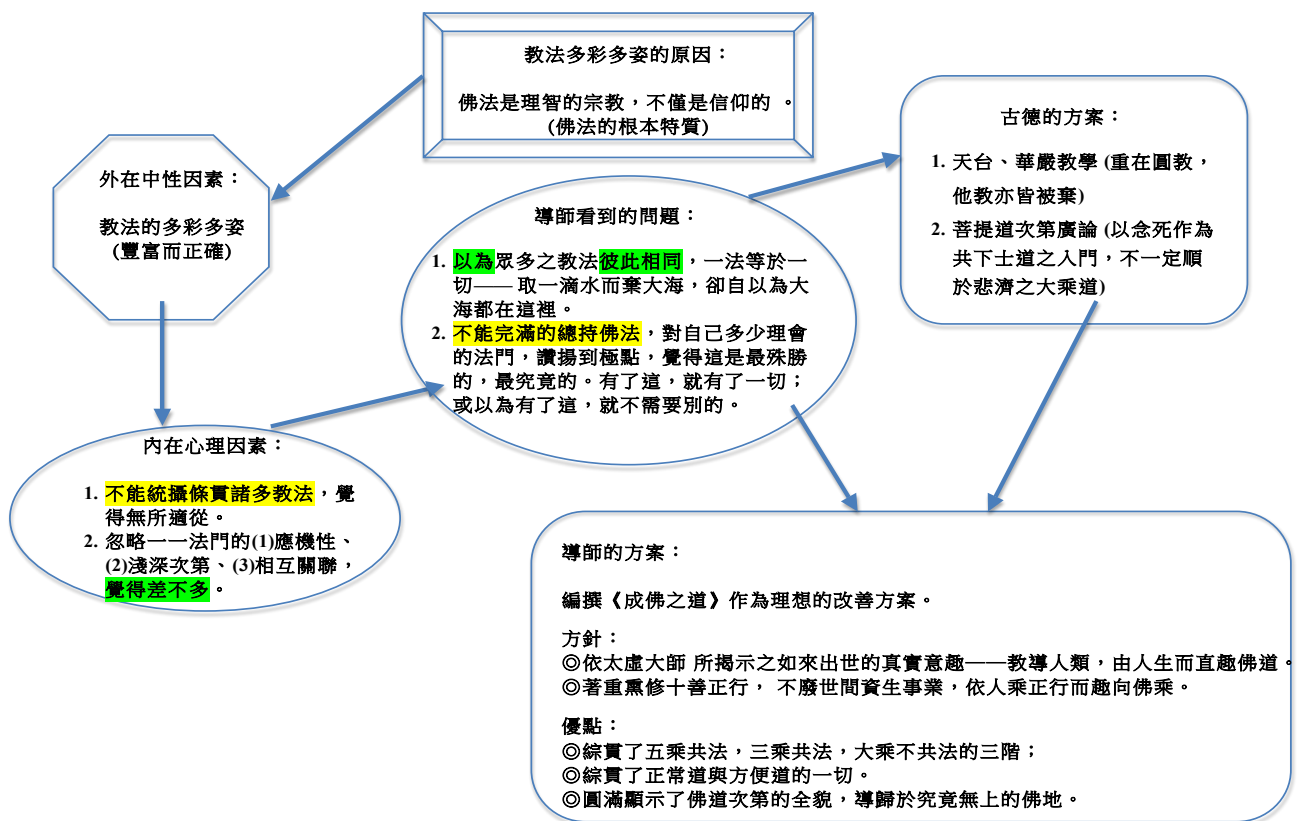 教法多彩多姿的原因：
佛法是理智的宗教，不僅是信仰的 。
(佛法的根本特質)
外在中性因素：
教法的多彩多姿
(豐富而正確)
內在心理因素：
1. 不能統攝條貫諸多教法，覺
得無所適從。
2. 忽略一一法門的(1)應機性、
(2)淺深次第、(3)相互關聯，
覺得差不多。
導師看到的問題：
1. 以為眾多之教法彼此相同，一法等於一
切—— 取一滴水而棄大海，卻自以為大
海都在這裡。
2. 不能完滿的總持佛法，對自己多少理會
的法門，讚揚到極點，覺得這是最殊勝
的，最究竟的。有了這，就有了一切；
或以為有了這，就不需要別的。
古德的方案：
1. 天台、華嚴教學 (重在圓教，
他教亦皆被棄)
2. 菩提道次第廣論 (以念死作為
共下士道之入門，不一定順
於悲濟之大乘道)
導師的方案：
編撰《成佛之道》作為理想的改善方案。
方針：
◎依太虛大師 所揭示之如來出世的真實意趣——教導人類，由人生而直趣佛道。
◎著重熏修十善正行， 不廢世間資生事業，依人乘正行而趣向佛乘。
優點：
◎綜貫了五乘共法，三乘共法，大乘不共法的三階；
◎綜貫了正常道與方便道的一切。
◎圓滿顯示了佛道次第的全貌，導歸於究竟無上的佛地。